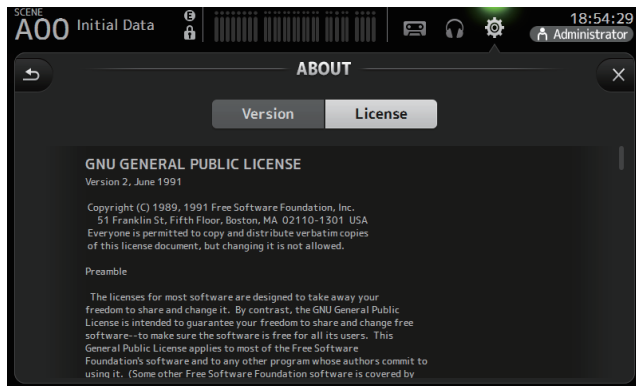 SCENE
A00 Initial Data
E
18:54:29
Administrator
ABOUT
Version
License
GNU GENERAL PUBLIC LICENSE
Version 2, June 1991
Copyright (C) 1989, 1991 Free Software Foundation, Inc.
51 Franklin St, Fifth Floor, Boston, MA 02110-1301 USA
Everyone is permitted to copy and distribute verbatim copies
of this license document, but changing it is not allowed.
Preamble
The licenses for most software are designed to take away your
freedom to share and change it. By contrast, the GNU General Public
License is intended to guarantee your freedom to share and change free
software--to make sure the software is free for all its users. This
General Public License applies to most of the Free Software
Foundation's software and to any other program whose authors commit to
using it. (Some other Free Software Foundation software is covered by